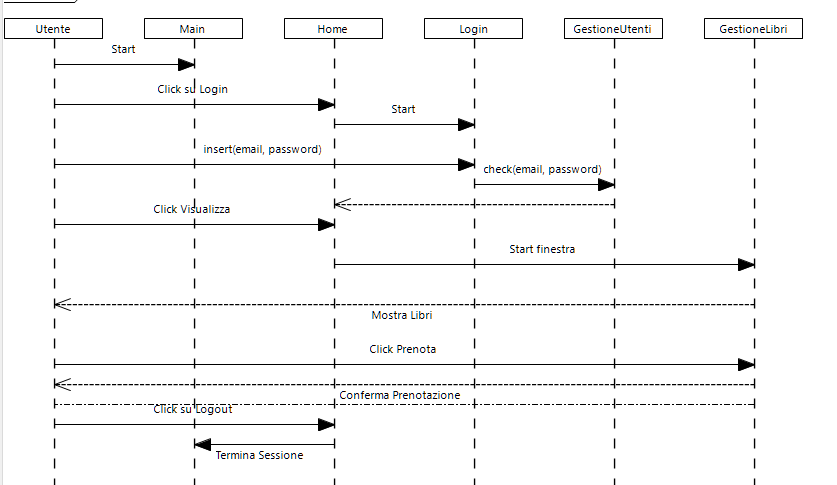 Utente
Main
Home
Login
GestioneUtenti
GestioneLibri
Start
Click su Login
Start
insert(email, password)
check(email, password)
Click Visualizza
Start finestra
Mostra Libri
Click Prenota
Conferma Prenotazione
Click su Logout
Termina Sessione